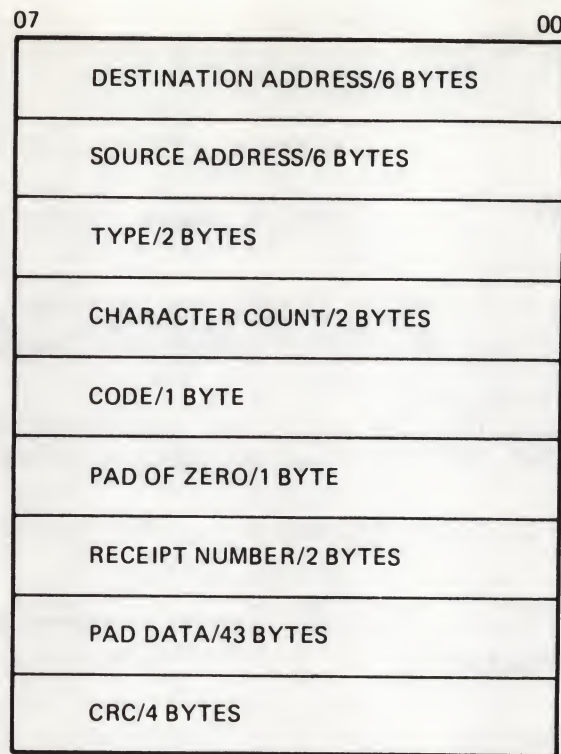 07 00
DESTINATION ADDRESS/6 BYTES
SOURCE ADDRESS/6 BYTES
TYPE/2 BYTES
CHARACTER COUNT/2 BYTES
CODE/1 BYTE
PAD OF ZERO/1 BYTE
RECEIPT NUMBER/2 BYTES
PAD DATA/43 BYTES
CRC/4 BYTES